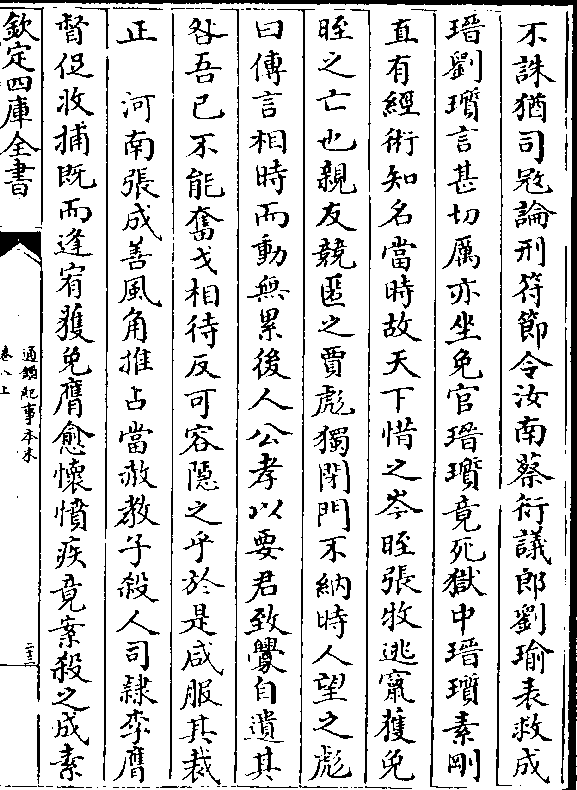 不誅猶司寇論刑符節令汝南蔡衍議郎劉瑜表救成
瑨劉瓆言甚切厲亦坐免官瑨瓆竟死獄中瑨瓆素剛
直有經術知名當時故天下惜之岑晊張牧逃竄獲免
晊之亡也親友競匿之賈彪獨閉門不納時人望之彪
曰傳言相時而動無累後人公孝以要君致釁自遺其
咎吾已不能奮戈相待反可容隱之乎於是咸服其裁
正　河南張成善風角推占當赦教子殺人司隸李膺
督促收捕既而逢宥獲免膺愈懷憤疾竟案殺之成素
欽定四庫全書
通鑑紀事本末
卷八上
二十三